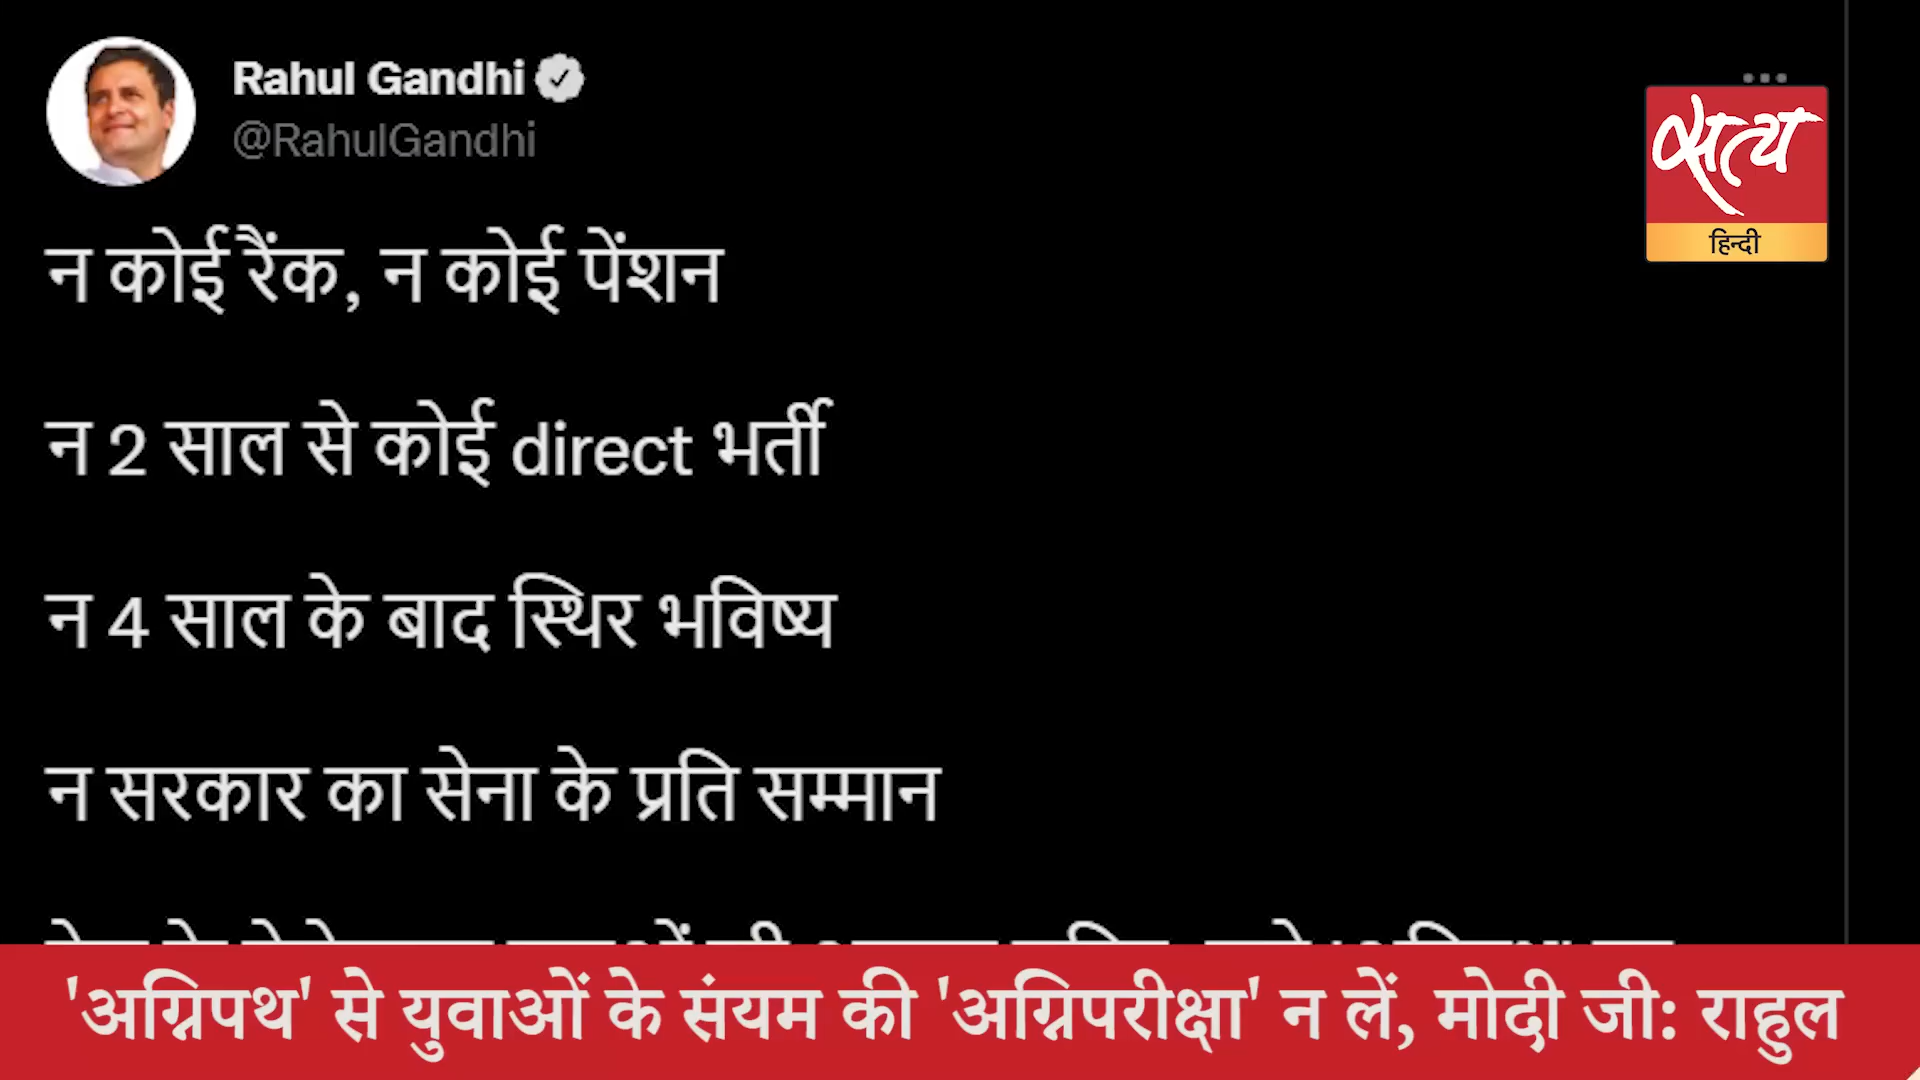 Rahul Gandhi
@RahulGandhi
सत्य
हिन्दी
न कोई रैंक, न कोई पेंशन
न 2 साल से कोई direct भर्ती
न 4 साल के बाद स्थिर भविष्य
न सरकार का सेना के प्रति सम्मान
'अग्निपथ' से युवाओं के संयम की 'अग्निपरीक्षा' न लें, मोदी जी: राहुल